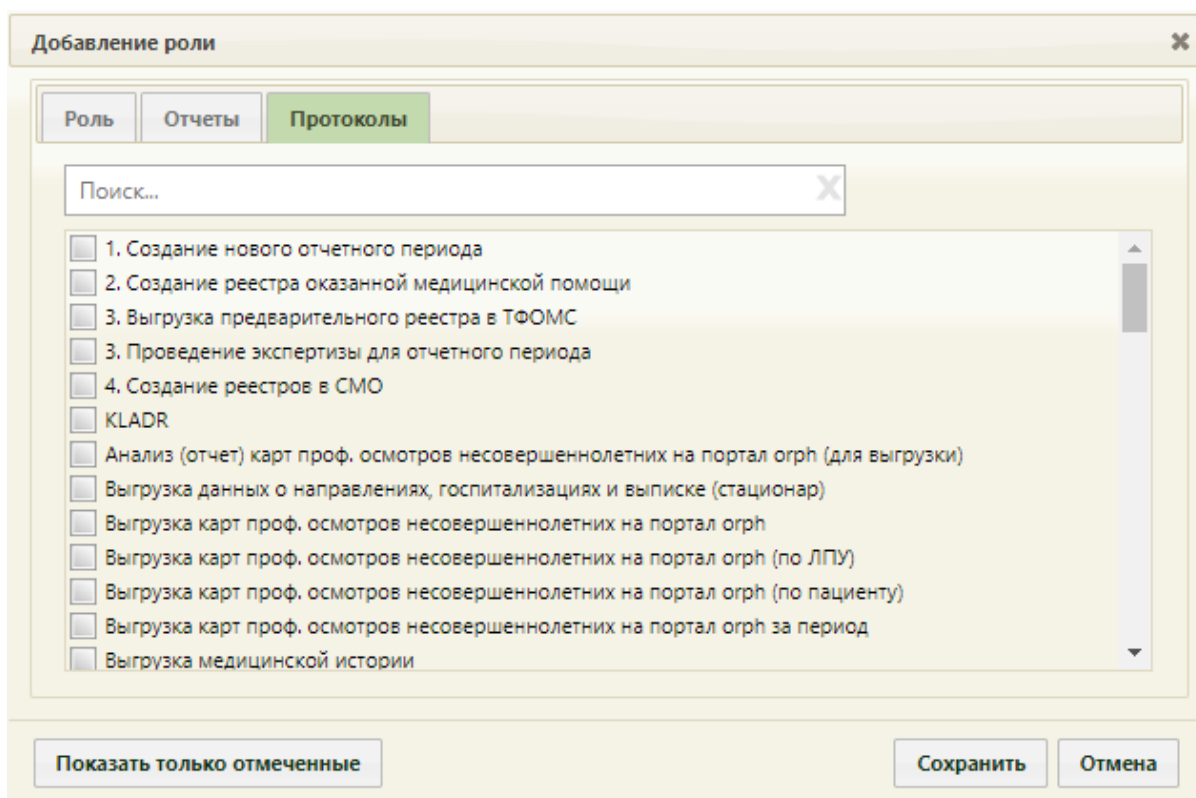 Добавление роли
Роль Отчеты Протоколы
Поиск...
1. Создание нового отчетного периода
2. Создание реестра оказанной медицинской помощи
3. Выгрузка предварительного реестра в ТФОМС
3. Проведение экспертизы для отчетного периода
4. Создание реестров в СМО
KLADR
Анализ (отчет) карт проф. осмотров несовершеннолетних на портал orph (для выгрузки)
Выгрузка данных о направлениях, госпитализациях и выписке (стационар)
Выгрузка карт проф. осмотров несовершеннолетних на портал orph
Выгрузка карт проф. осмотров несовершеннолетних на портал orph (по ЛПУ)
Выгрузка карт проф. осмотров несовершеннолетних на портал orph (по пациенту)
Выгрузка карт проф. осмотров несовершеннолетних на портал orph за период
Выгрузка медицинской истории
Показать только отмеченные Сохранить Отмена